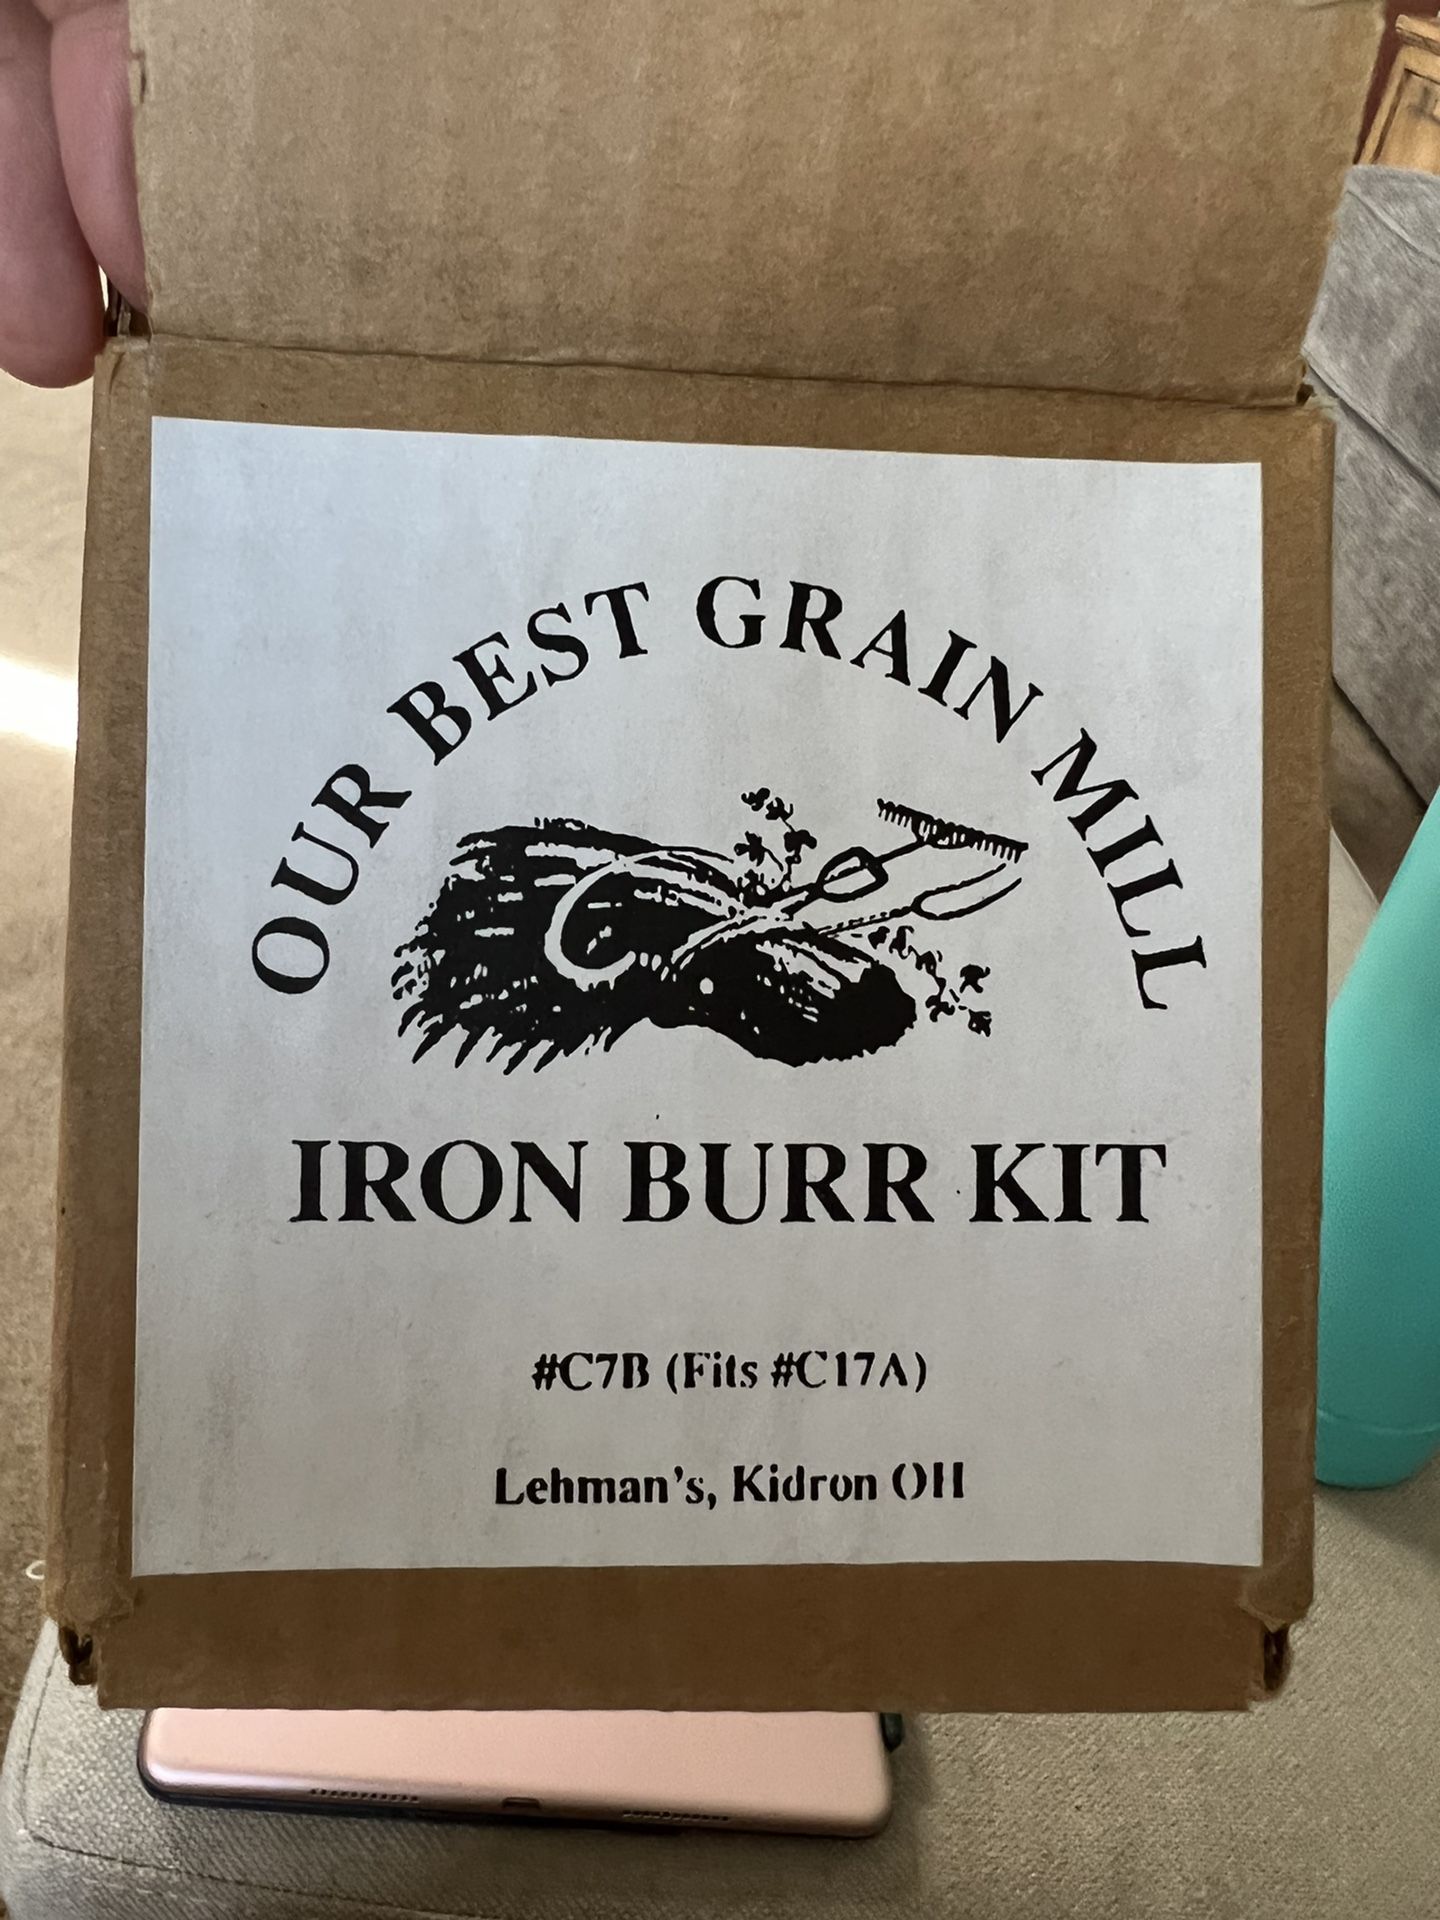 OUR BEST GRAIN MILL
IRON BURR KIT
#C7B (Fits #C17A)
Lehman's, Kidron OH